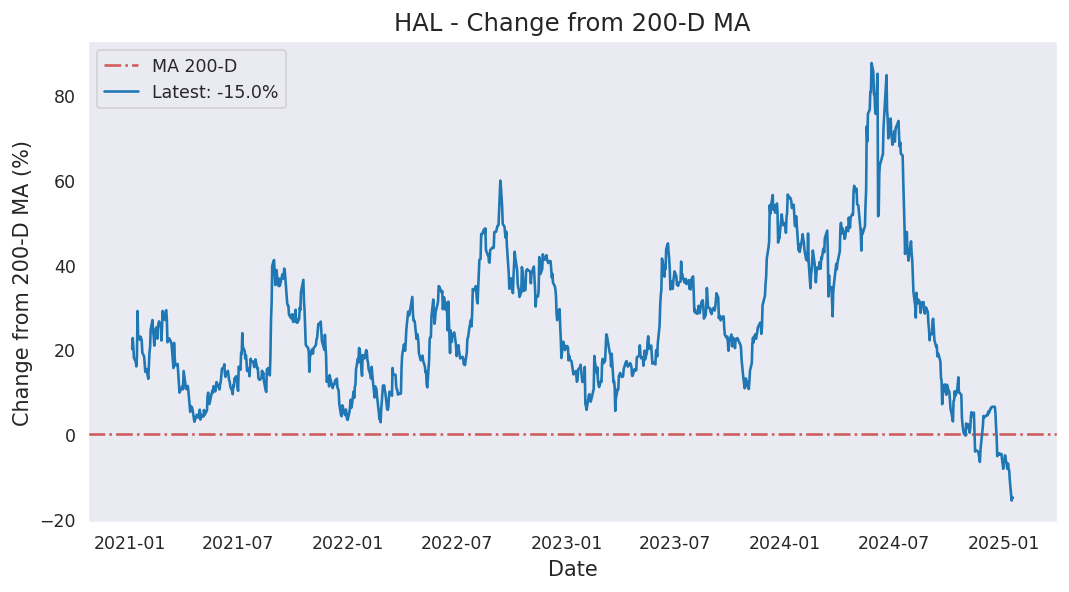 HAL - Change from 200-D MA
MA 200-D
Latest: -15.0%
Change from 200-D MA (%)
80
60
40
20
0
−20
2021-01 2021-07 2022-01 2022-07 2023-01 2023-07 2024-01 2024-07 2025-01
Date